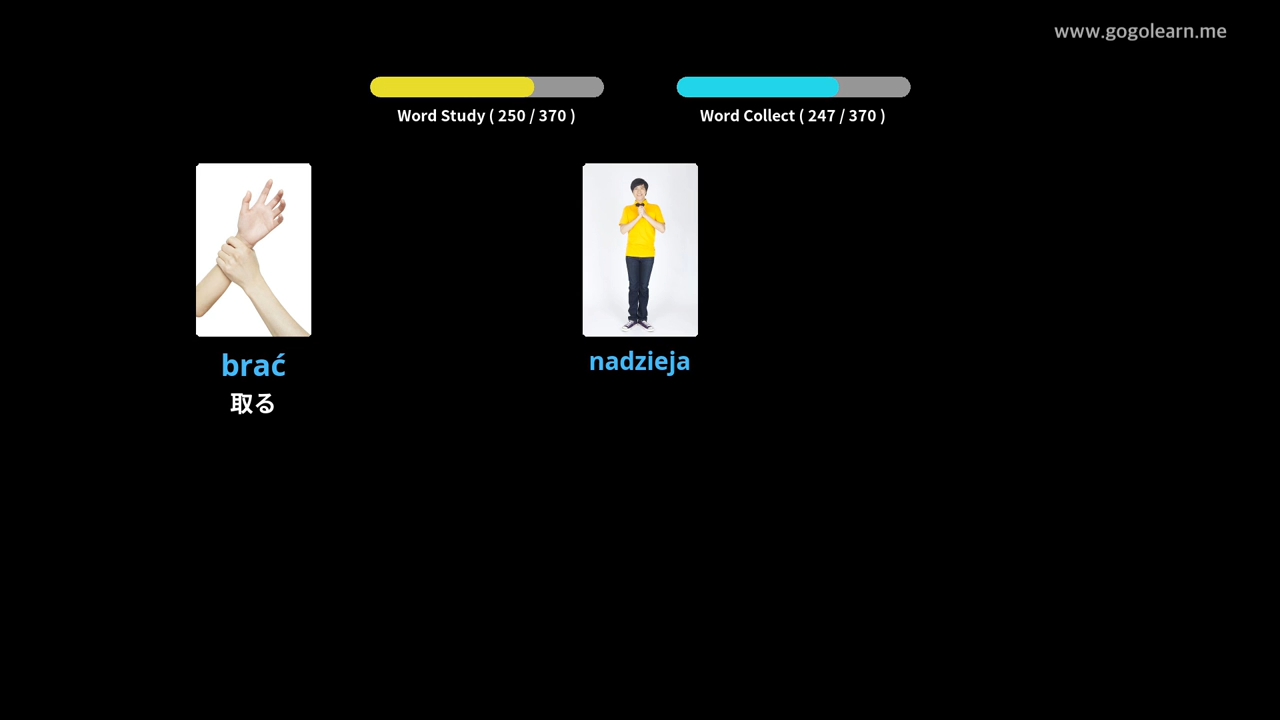 www.gogolearn.me
Word Study ( 250 / 370 )
Word Collect ( 247 / 370 )
brać
取る
nadzieja